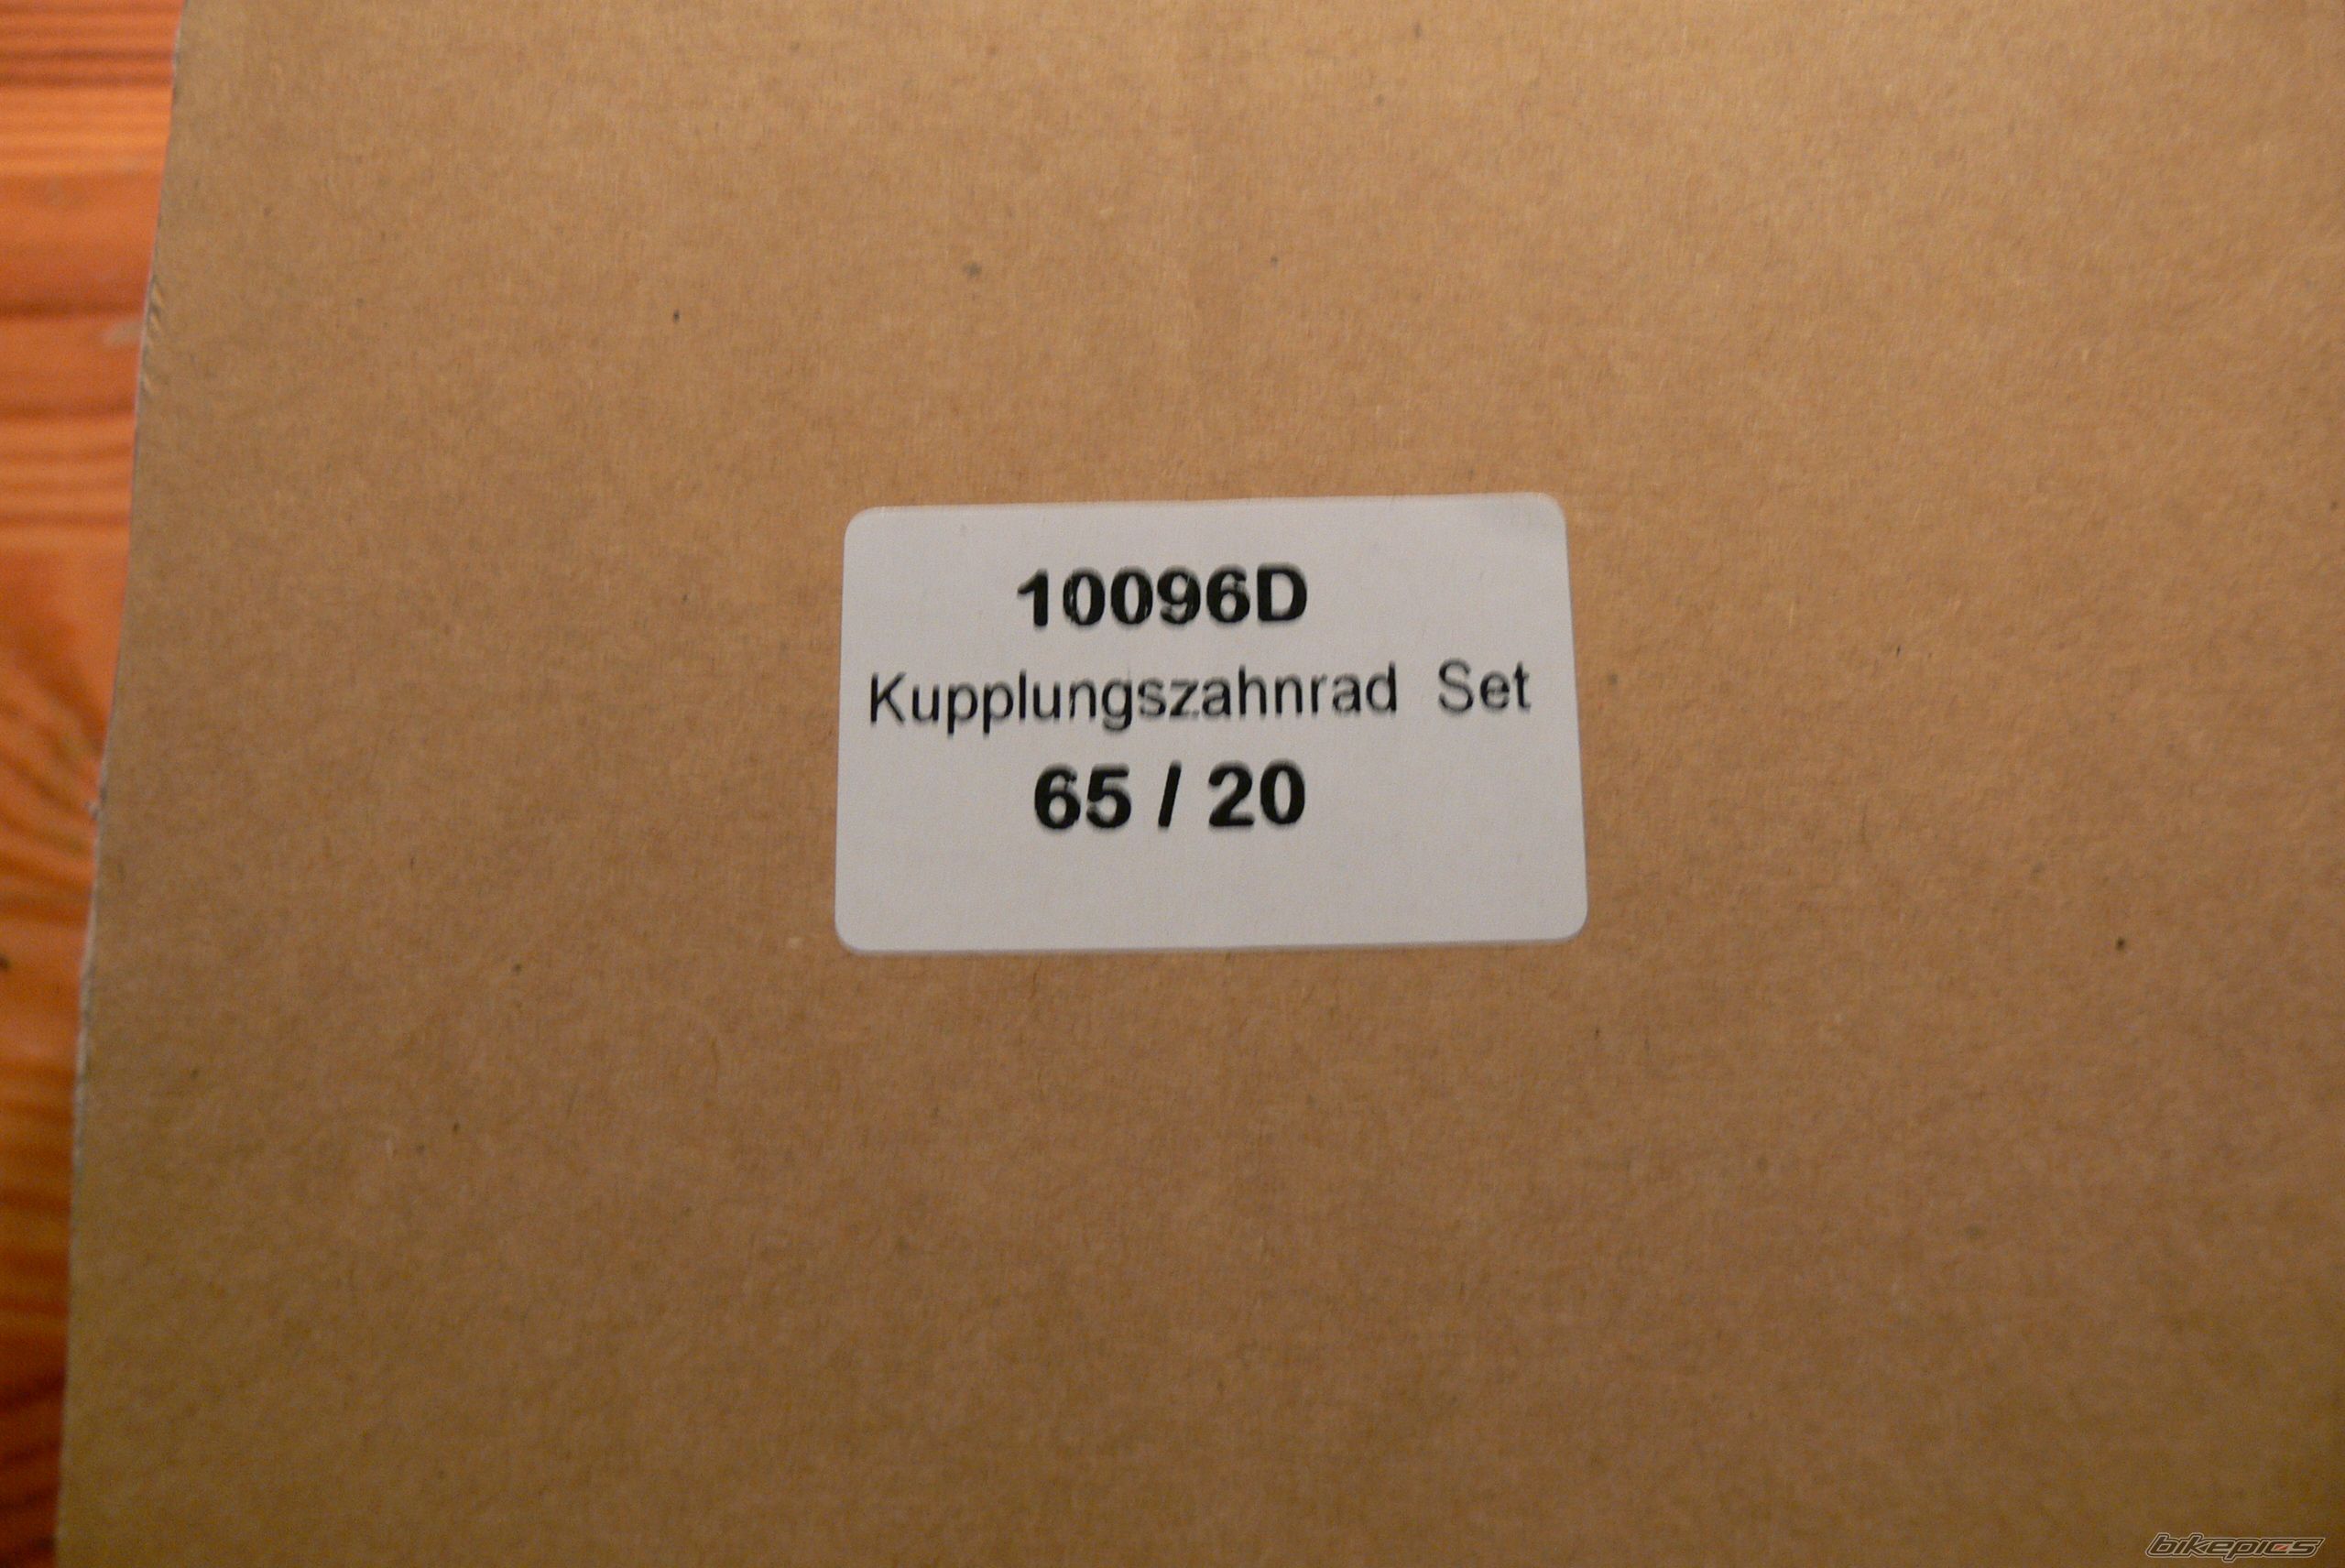 10096D
Kupplungszahnrad Set
65 / 20
bikepics